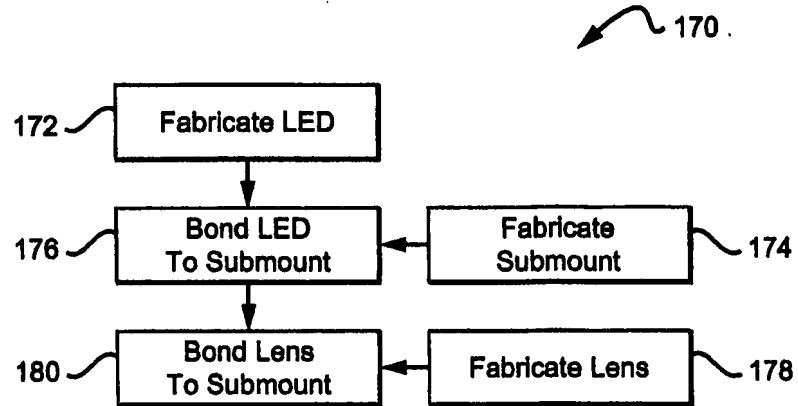 170
172
Fabricate LED
176
Bond LED
To Submount
Fabricate
Submount
174
180
Bond Lens
To Submount
Fabricate Lens
178